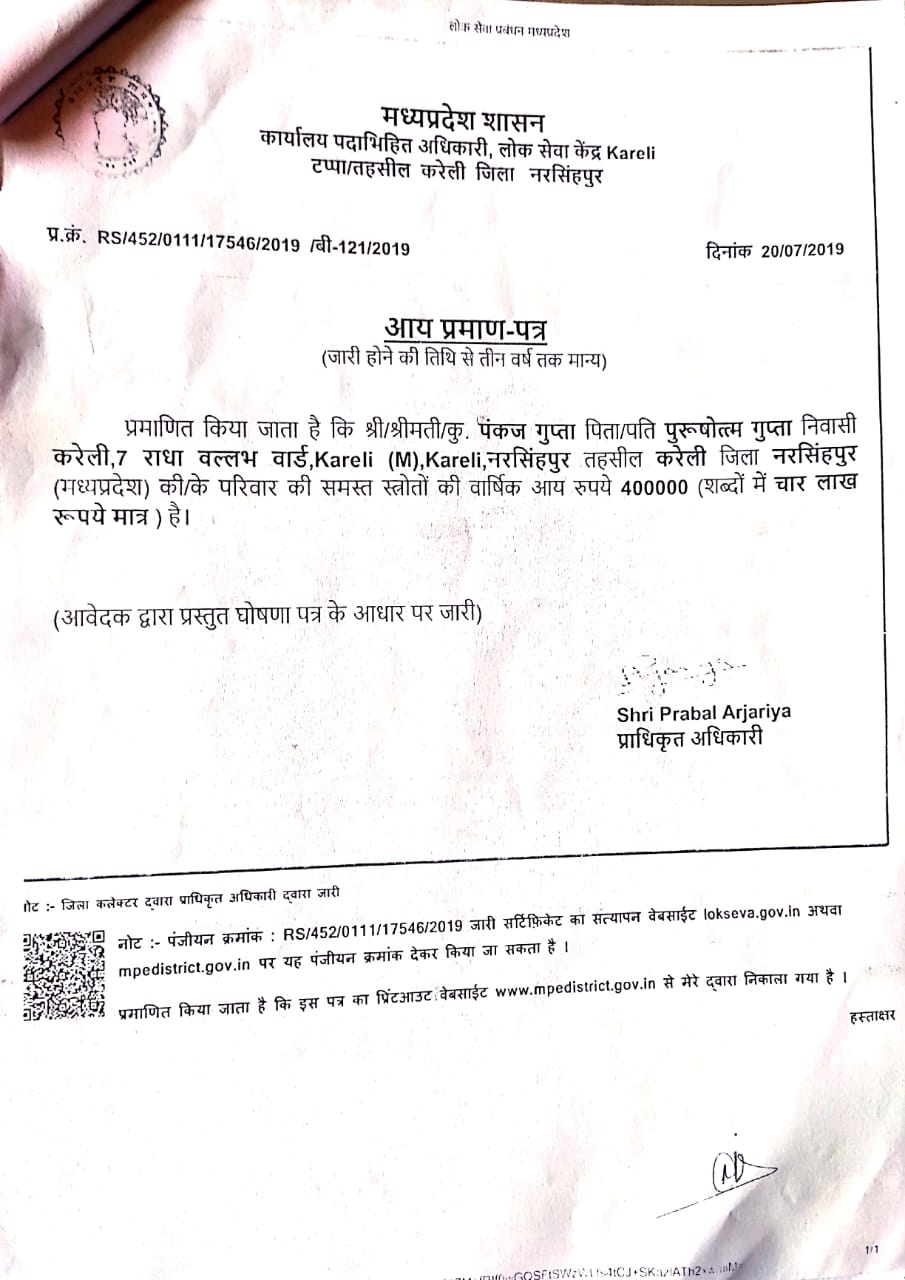 लोक सेवा प्रबंधन मध्यप्रदेश
मध्यप्रदेश शासन
कार्यालय पदाभिहित अधिकारी, लोक सेवा केंद्र Kareli
टप्पा/तहसील करेली जिला नरसिंहपुर
प्र.क्रं. RS/452/0111/17546/2019 /बी-121/2019
दिनांक 20/07/2019
आय प्रमाण-पत्र
(जारी होने की तिथि से तीन वर्ष तक मान्य)
प्रमाणित किया जाता है कि श्री/श्रीमती/कु. पंकज गुप्ता पिता/पति पुरूषोत्म गुप्ता निवासी
करेली,7 राधा वल्लभ वार्ड,Kareli (M),Kareli,नरसिंहपुर तहसील करेली जिला नरसिंहपुर
(मध्यप्रदेश) की/के परिवार की समस्त स्त्रोतों की वार्षिक आय रुपये 400000 (शब्दों में चार लाख
रूपये मात्र ) है।
(आवेदक द्वारा प्रस्तुत घोषणा पत्र के आधार पर जारी)
Shri Prabal Arjariya
प्राधिकृत अधिकारी
नोट :- जिला कलेक्टर द्वारा प्राधिकृत अधिकारी द्वारा जारी
नोट :- पंजीयन क्रमांक : RS/452/0111/17546/2019 जारी सर्टिफ़िकेट का सत्यापन वेबसाईट lokseva.gov.in अथवा
mpedistrict.gov.in पर यह पंजीयन क्रमांक देकर किया जा सकता है ।
प्रमाणित किया जाता है कि इस पत्र का प्रिंटआउट वेबसाईट www.mpedistrict.gov.in से मेरे द्वारा निकाला गया है ।
हस्ताक्षर
1/1